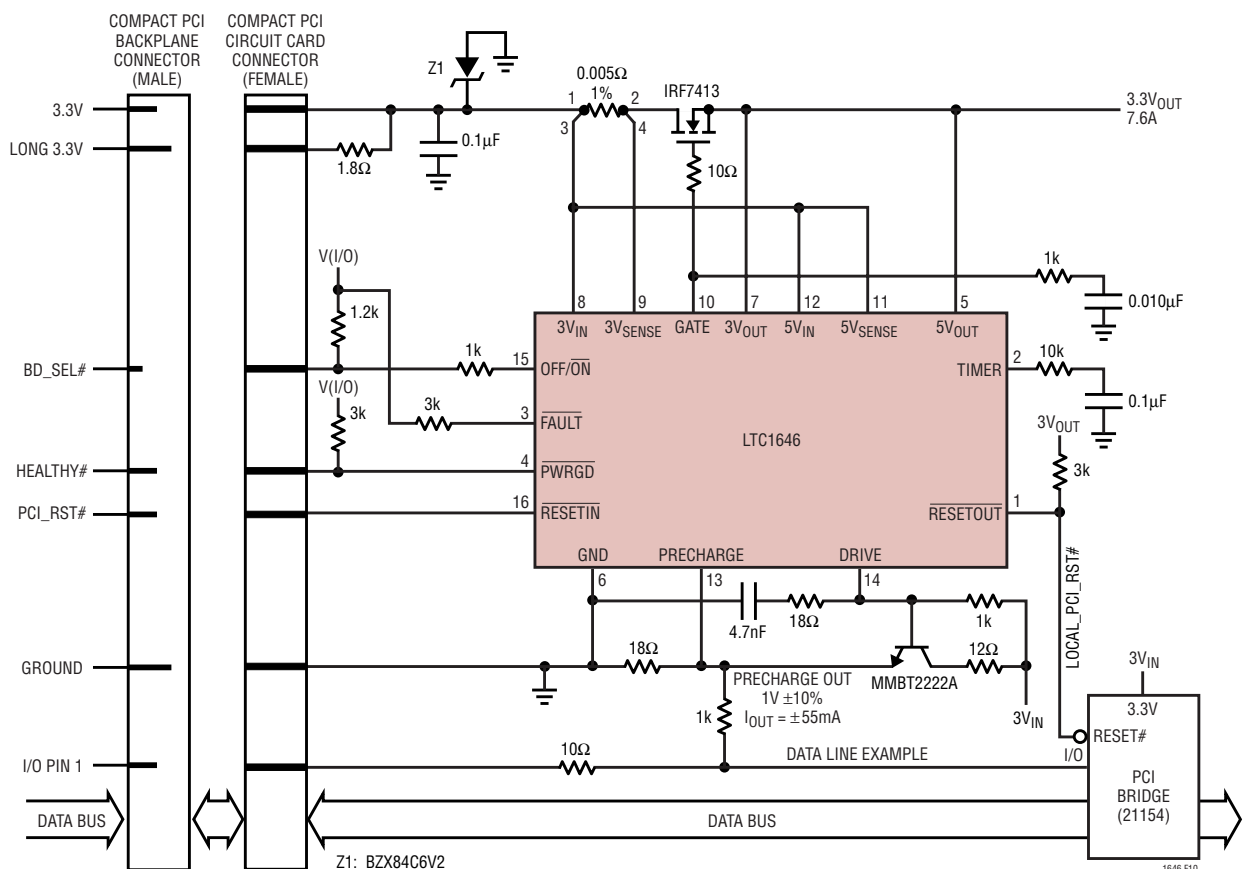 COMPACT PCI
BACKPLANE
CONNECTOR
(MALE)
COMPACT PCI
CIRCUIT CARD
CONNECTOR
(FEMALE)
Z1
0.005Ω
1%
IRF7413
3.3V
1
2
3
4
3.3VOUT
7.6A
LONG 3.3V
1.8Ω
0.1µF
10Ω
V(I/O)
1.2k
1k
0.010µF
8
9
10
7
12
11
5
3VIN
3VSENSE
GATE
3VOUT
5VIN
5VSENSE
5VOUT
BD_SEL#
1k
15
OFF/ON
TIMER
2
10k
0.1µF
V(I/O)
3k
3k
3
FAULT
LTC1646
3VOUT
3k
HEALTHY#
4
PWRGD
PCI_RST#
16
RESETIN
RESETOUT
1
GND
PRECHARGE
DRIVE
6
13
14
LOCAL_PCI_RST#
4.7nF
18Ω
1k
GROUND
18Ω
12Ω
MMBT2222A
PRECHARGE OUT
1V ±10%
IOUT = ±55mA
3VIN
3VIN
3.3V
1k
RESET#
I/O PIN 1
10Ω
DATA LINE EXAMPLE
I/O
PCI
BRIDGE
(21154)
DATA BUS
DATA BUS
Z1: BZX84C6V2
1646 F10